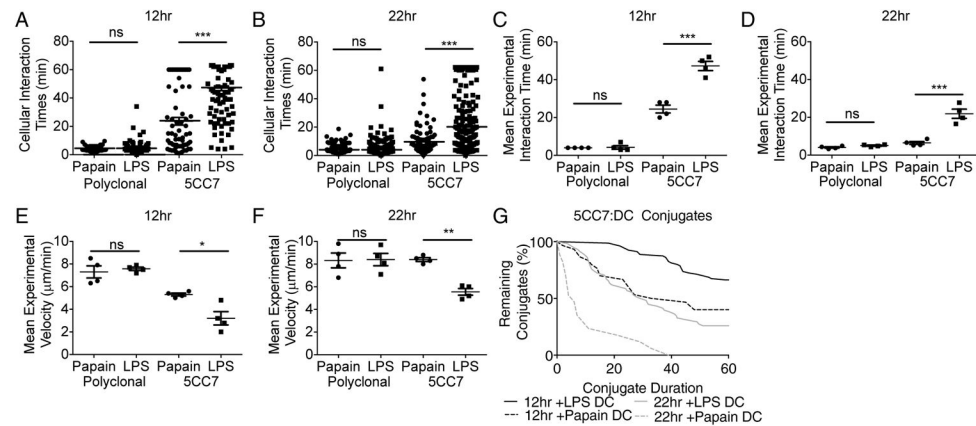 A
12hr
ns
***
Cellular Interaction
Times (min)
80
60
40
20
0
Papain LPS Papain LPS
Polyclonal 5CC7
B
22hr
ns
***
Cellular Interaction
Times (min)
80
60
40
20
0
Papain LPS Papain LPS
Polyclonal 5CC7
C
12hr
ns
***
Mean Experimental
Interaction Time (min)
60
40
20
0
Papain LPS Papain LPS
Polyclonal 5CC7
D
22hr
ns
***
Mean Experimental
Interaction Time (min)
60
40
20
0
Papain LPS Papain LPS
Polyclonal 5CC7
E
12hr
ns
*
Mean Experimental
Velocity (μm/min)
10
8
6
4
2
0
Papain LPS Papain LPS
Polyclonal 5CC7
F
22hr
ns
**
Mean Experimental
Velocity (μm/min)
10
8
6
4
2
0
Papain LPS Papain LPS
Polyclonal 5CC7
G
5CC7:DC Conjugates
Remaining
Conjugates (%)
100
50
0
0 20 40 60
Conjugate Duration
12hr +LPS DC 22hr +LPS DC
12hr +Papain DC 22hr +Papain DC